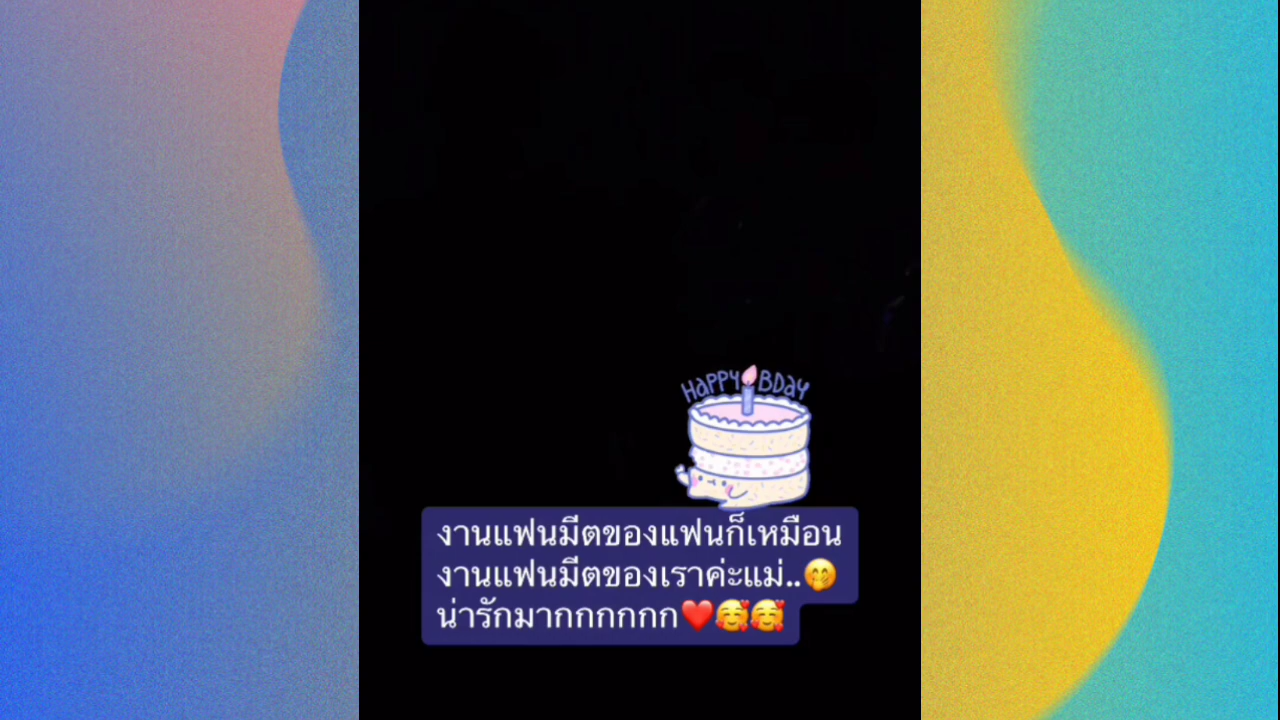 HAPPY BDAY
งานแฟนมีตของแฟนก็เหมือน
งานแฟนมีตของเราค่ะแม่..🤭
น่ารักมากกกกกก❤️🥰🥰